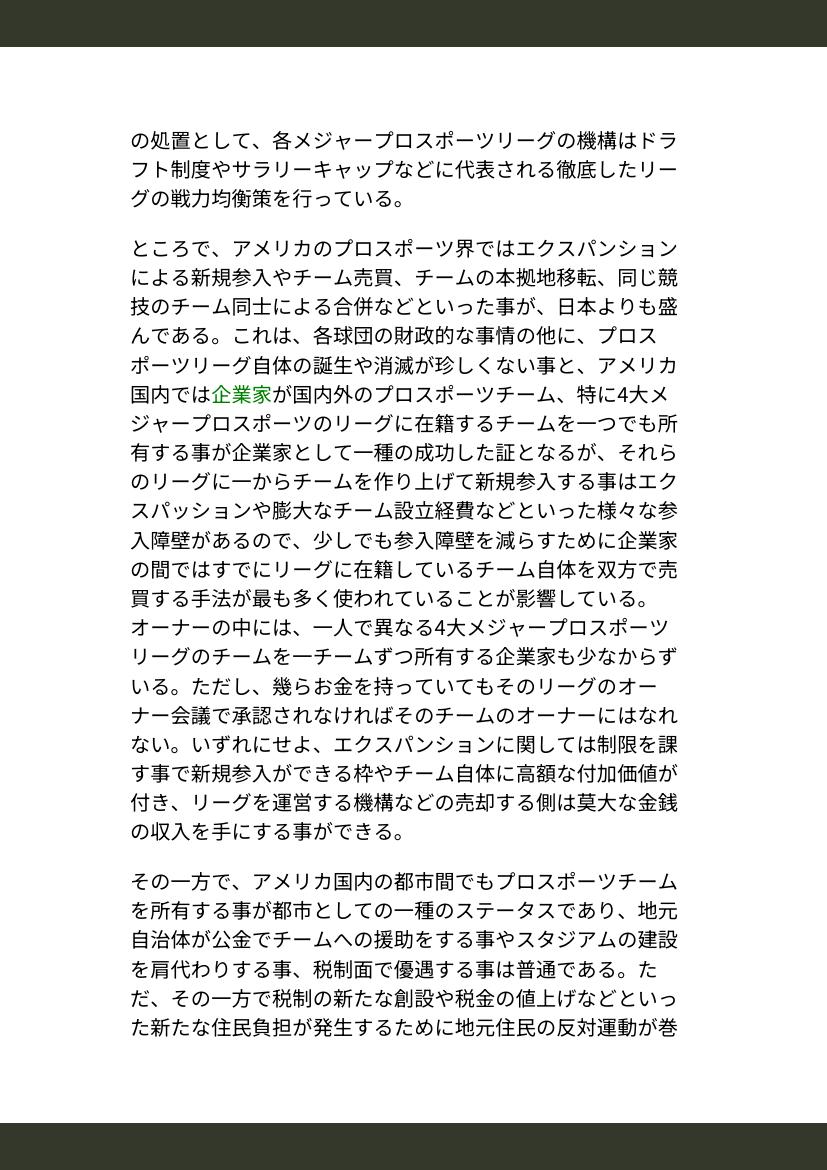 の処置として、各メジャープロスポーツリーグの機構はドラ
フト制度やサラリーキャップなどに代表される徹底したリー
グの戦力均衡策を行っている。
ところで、アメリカのプロスポーツ界ではエクスパンション
による新規参入やチーム売買、チームの本拠地移転、同じ競
技のチーム同士による合併などといった事が、日本よりも盛
んである。これは、各球団の財政的な事情の他に、プロス
ポーツリーグ自体の誕生や消滅が珍しくない事と、アメリカ
国内では企業家が国内外のプロスポーツチーム、特に4大メ
ジャープロスポーツのリーグに在籍するチームを一つでも所
有する事が企業家として一種の成功した証となるが、それら
のリーグに一からチームを作り上げて新規参入する事はエク
スパッションや膨大なチーム設立経費などといった様々な参
入障壁があるので、少しでも参入障壁を減らすために企業家
の間ではすでにリーグに在籍しているチーム自体を双方で売
買する手法が最も多く使われていることが影響している。
オーナーの中には、一人で異なる4大メジャープロスポーツ
リーグのチームを一チームずつ所有する企業家も少なからず
いる。ただし、幾らお金を持っていてもそのリーグのオー
ナー会議で承認されなければそのチームのオーナーにはなれ
ない。いずれにせよ、エクスパンションに関しては制限を課
す事で新規参入ができる枠やチーム自体に高額な付加価値が
付き、リーグを運営する機構などの売却する側は莫大な金銭
の収入を手にする事ができる。
その一方で、アメリカ国内の都市間でもプロスポーツチーム
を所有する事が都市としての一種のステータスであり、地元
自治体が公金でチームへの援助をする事やスタジアムの建設
を肩代わりする事、税制面で優遇する事は普通である。た
だ、その一方で税制の新たな創設や税金の値上げなどといっ
た新たな住民負担が発生するために地元住民の反対運動が巻